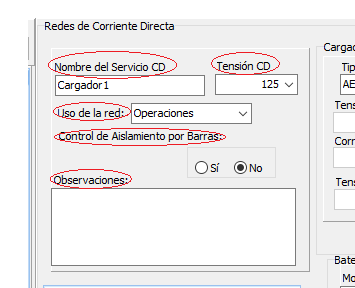 Redes de Corriente Directa
Cargad
Nombre del Servicio CD
Tensión CD
Tip
Cargador1
125
AE
Uso de la red:
Operaciones
Tens
Control de Aislamiento por Barras:
Corr
Sí
No
Observaciones:
Tens
Bate
Mo